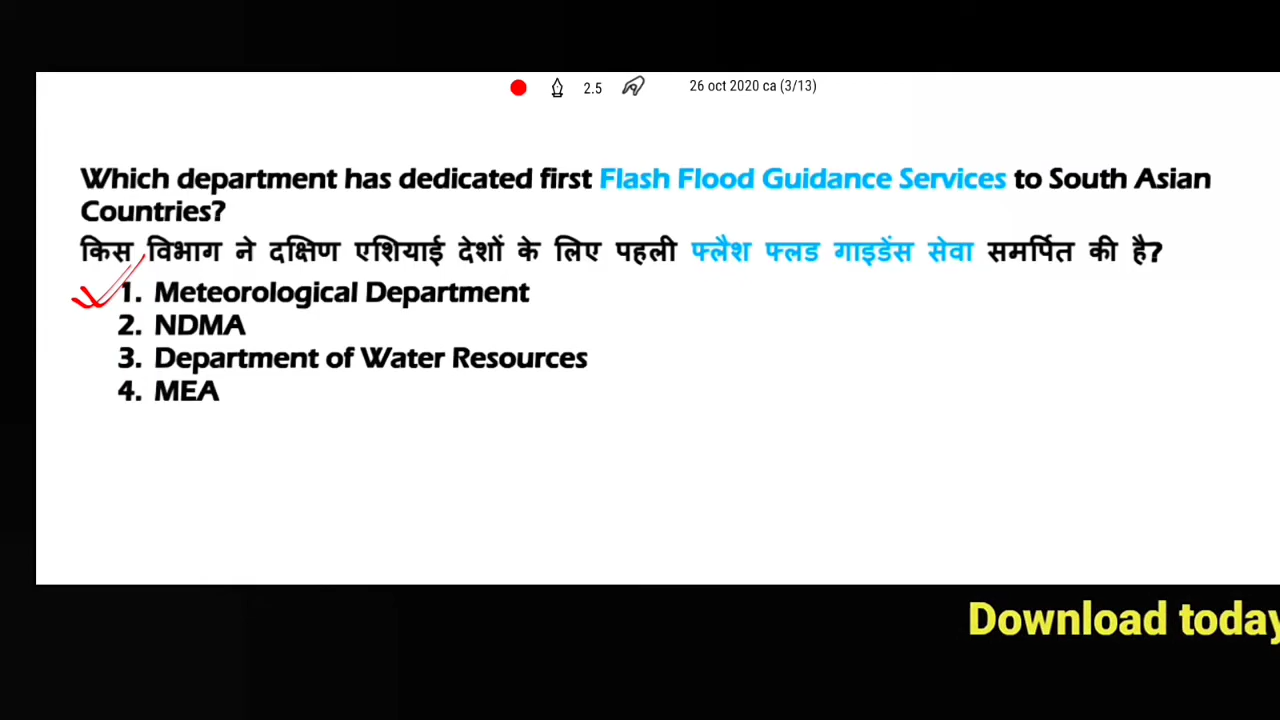 2.5 26 oct 2020 ca (3/13)
Which department has dedicated first Flash Flood Guidance Services to South Asian
Countries?
किस विभाग ने दक्षिण एशियाई देशों के लिए पहली फ्लैश फ्लड गाइडेंस सेवा समर्पित की है?
1. Meteorological Department
2. NDMA
3. Department of Water Resources
4. MEA
Download today